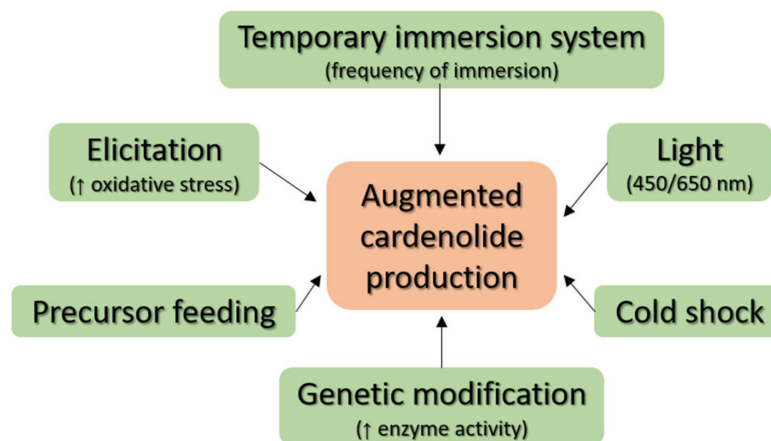 Temporary immersion system
(frequency of immersion)
Elicitation
(↑ oxidative stress)
Light
(450/650 nm)
Augmented
cardenolide
production
Precursor feeding
Cold shock
Genetic modification
(↑ enzyme activity)